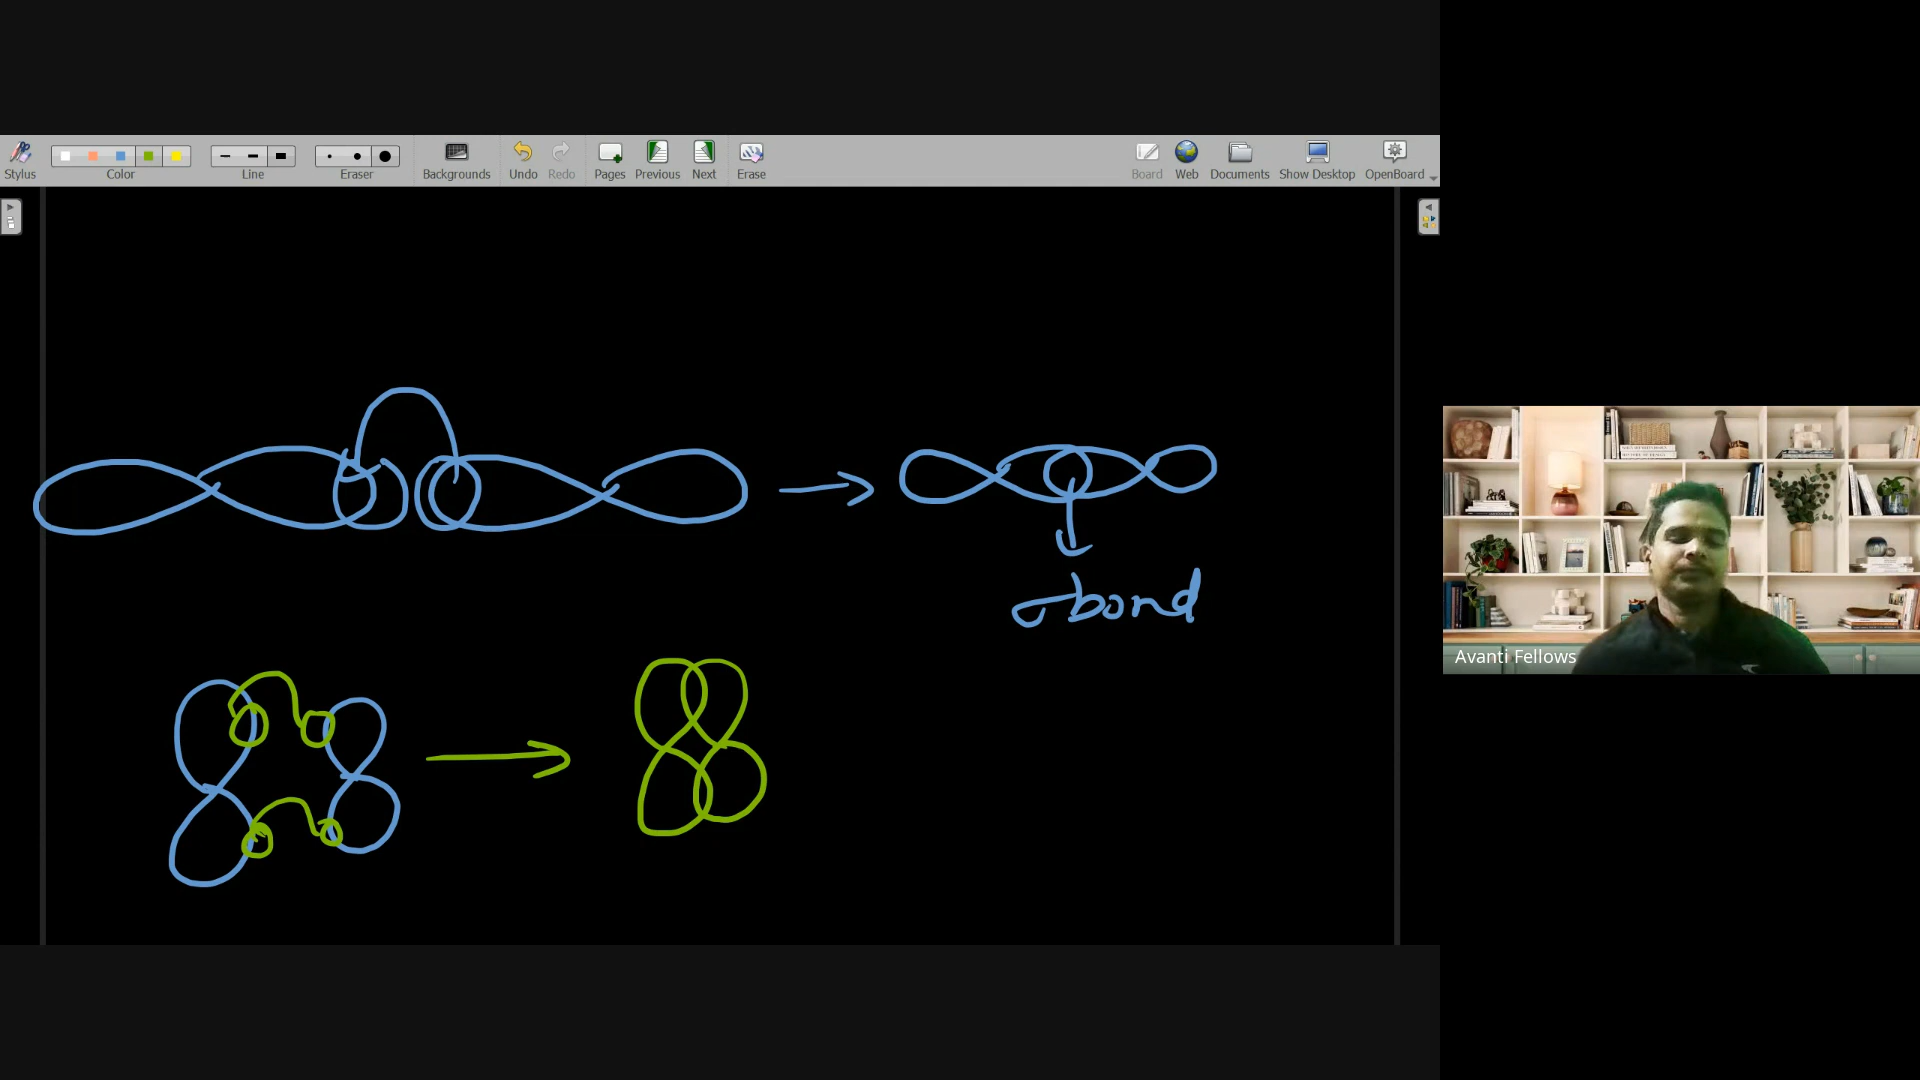 Stylus
Color
Line
Eraser
Backgrounds
Undo
Redo
Pages
Previous
Next
Erase
Board
Web
Documents
Show Desktop
OpenBoard
σ bond
Avanti Fellows